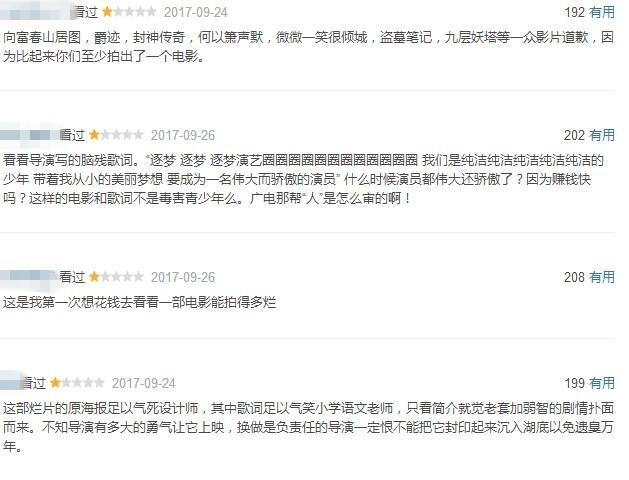 看过 2017-09-24 192 有用
向富春山居图，爵迹，封神传奇，何以箫声默，微微一笑很倾城，盗墓笔记，九层妖塔等一众影片道歉，因
为比起来你们至少拍出了一个电影。
看过 2017-09-26 202 有用
看看导演写的脑残歌词。“逐梦 逐梦 逐梦演艺圈圈圈圈圈圈圈圈圈圈圈圈 我们是纯洁纯洁纯洁纯洁纯洁的
少年 带着我从小的美丽梦想 要成为一名伟大而骄傲的演员” 什么时候演员都伟大还骄傲了？因为赚钱快
吗？这样的电影和歌词不是毒害青少年么。广电那帮“人”是怎么审的啊！
看过 2017-09-26 208 有用
这是我第一次想花钱去看看一部电影能拍得多烂
看过 2017-09-24 199 有用
这部烂片的原海报足以气死设计师，其中歌词足以气笑小学语文老师，只看简介就觉老套加弱智的剧情扑面
而来。不知导演有多大的勇气让它上映，换做是负责任的导演一定恨不能把它封印起来沉入湖底以免遗臭万
年。